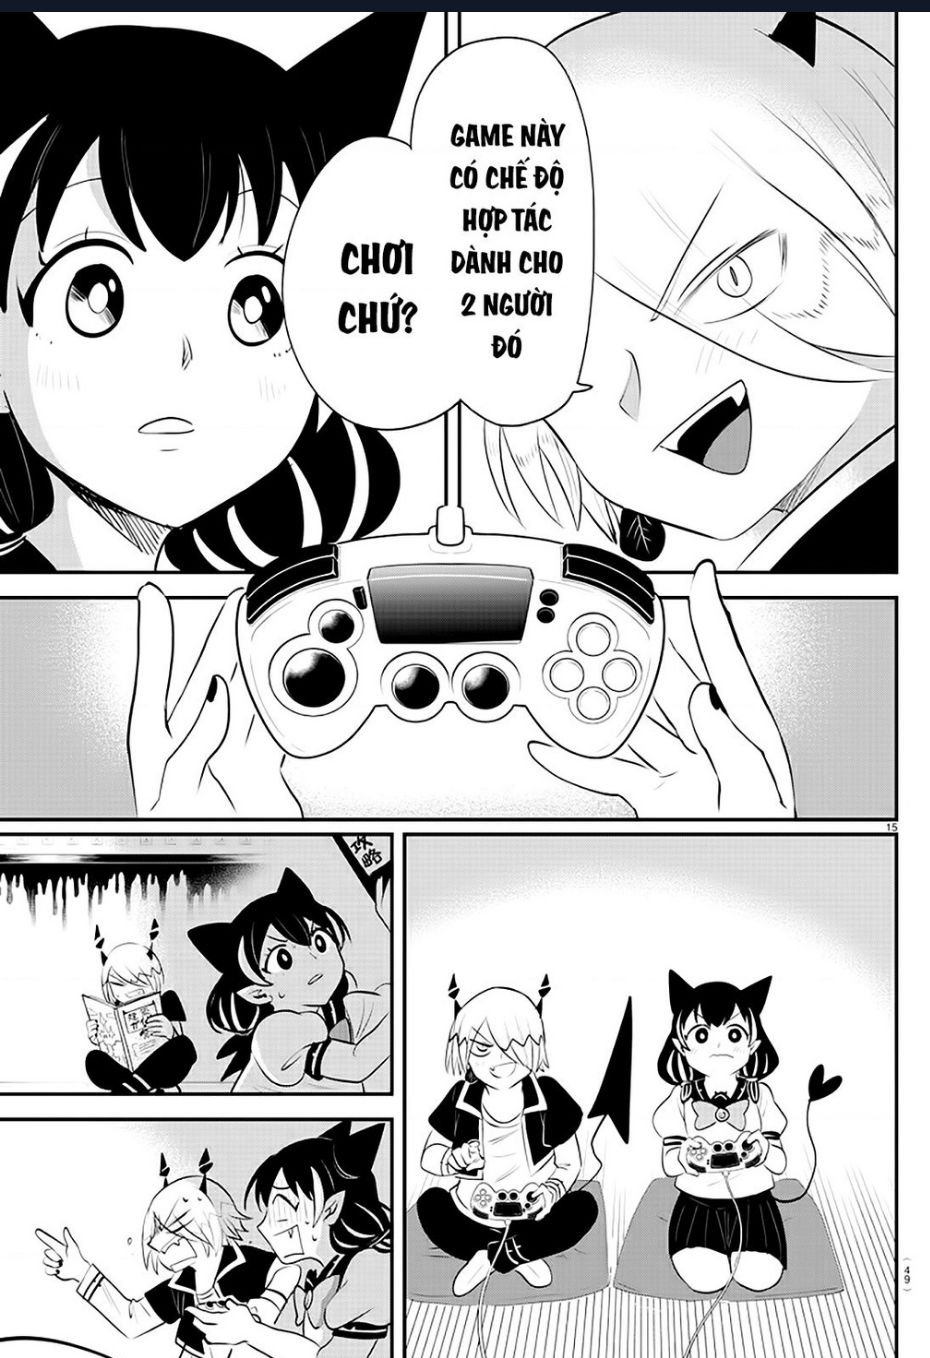 GAME NÀY
CÓ CHẾ ĐỘ
HỢP TÁC
DÀNH CHO
2 NGƯỜI
ĐÓ
CHƠI
CHỨ?
15
攻略
49